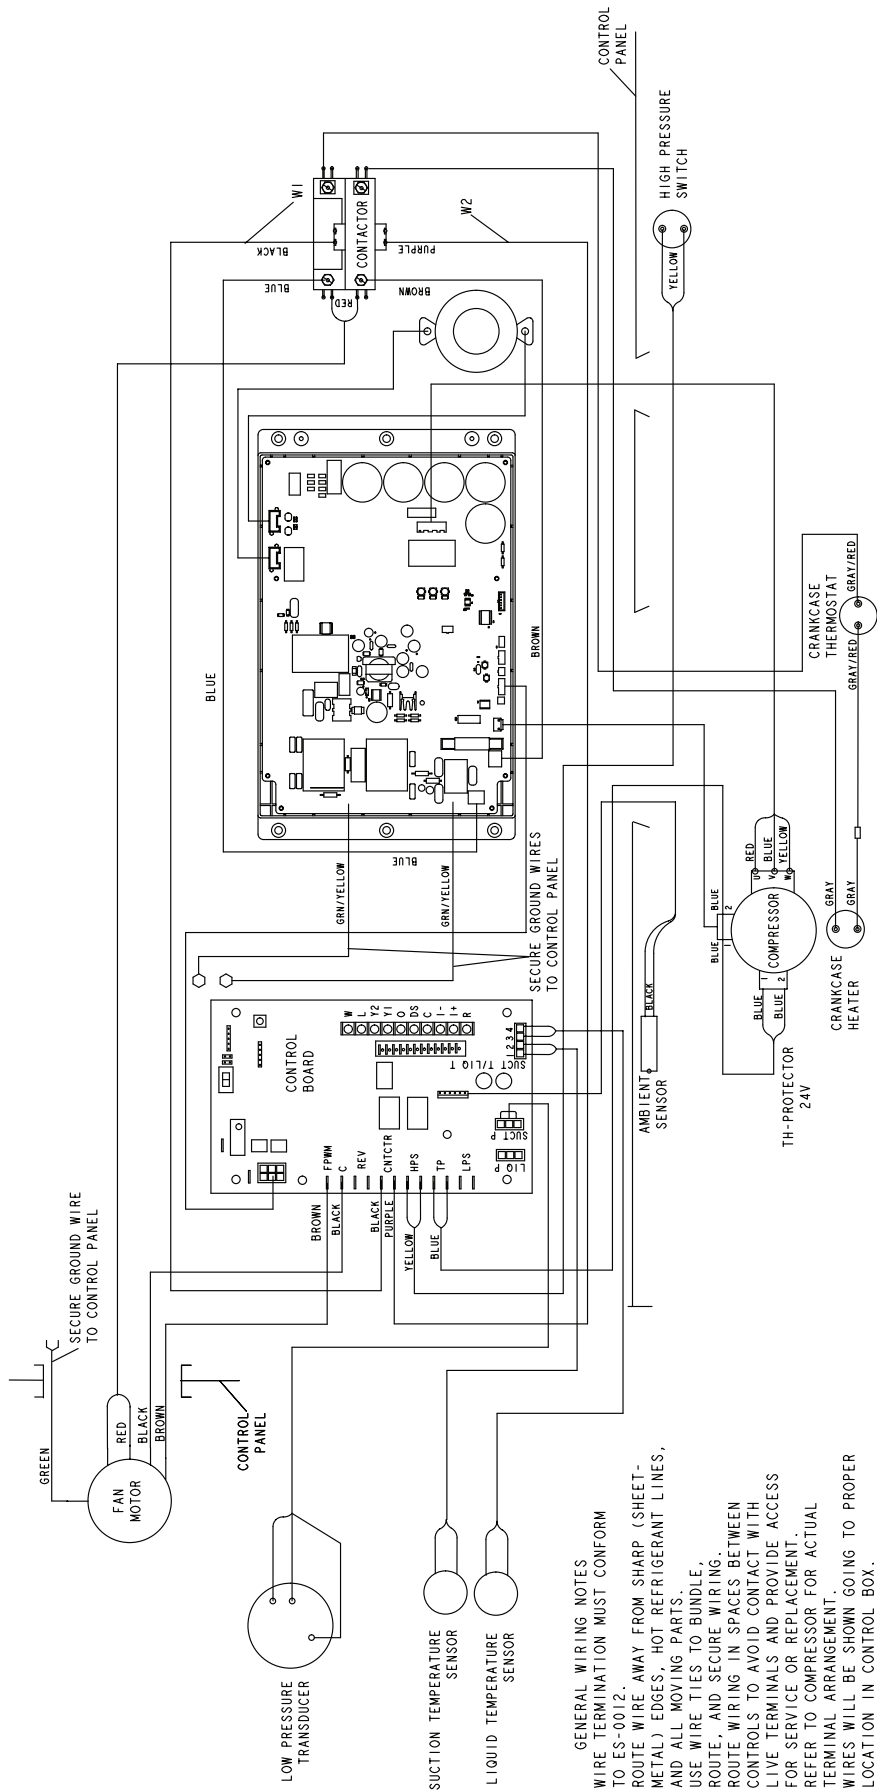 CONTROL
PANEL
HIGH PRESSURE
SWITCH
YELLOW
W1
W2
BLACK
PURPLE
CONTACTOR
BLUE
BROWN
RED
BLUE
BROWN
BLUE
GRN/YELLOW
GRN/YELLOW
SECURE GROUND WIRES
TO CONTROL PANEL
CRANKCASE
THERMOSTAT
GRAY/RED
GRAY/RED
GRAY
GRAY
CRANKCASE
HEATER
RED
BLUE
YELLOW
U
V
W
COMPRESSOR
BLUE
BLUE
1
2
1
2
BLUE
BLUE
TH-PROTECTOR
24V
BLACK
AMBIENT
SENSOR
CONTROL
BOARD
W
L
Y2
Y1
O
DS
C
I-
I+
R
1 2 3 4
SUCT T/LIQ T
SUCT P
LIQ P
FPWM
C
REV
CNTCTR
HPS
TP
LPS
BROWN
BLACK
BLACK
PURPLE
YELLOW
BLUE
SECURE GROUND WIRE
TO CONTROL PANEL
GREEN
RED
BLACK
BROWN
FAN
MOTOR
CONTROL
PANEL
LOW PRESSURE
TRANSDUCER
SUCTION TEMPERATURE
SENSOR
LIQUID TEMPERATURE
SENSOR
GENERAL WIRING NOTES
WIRE TERMINATION MUST CONFORM
TO ES-0012.
ROUTE WIRE AWAY FROM SHARP (SHEET-
METAL) EDGES, HOT REFRIGERANT LINES,
AND ALL MOVING PARTS.
USE WIRE TIES TO BUNDLE,
ROUTE, AND SECURE WIRING.
ROUTE WIRING IN SPACES BETWEEN
CONTROLS TO AVOID CONTACT WITH
LIVE TERMINALS AND PROVIDE ACCESS
FOR SERVICE OR REPLACEMENT.
REFER TO COMPRESSOR FOR ACTUAL
TERMINAL ARRANGEMENT.
WIRES WILL BE SHOWN GOING TO PROPER
LOCATION IN CONTROL BOX.